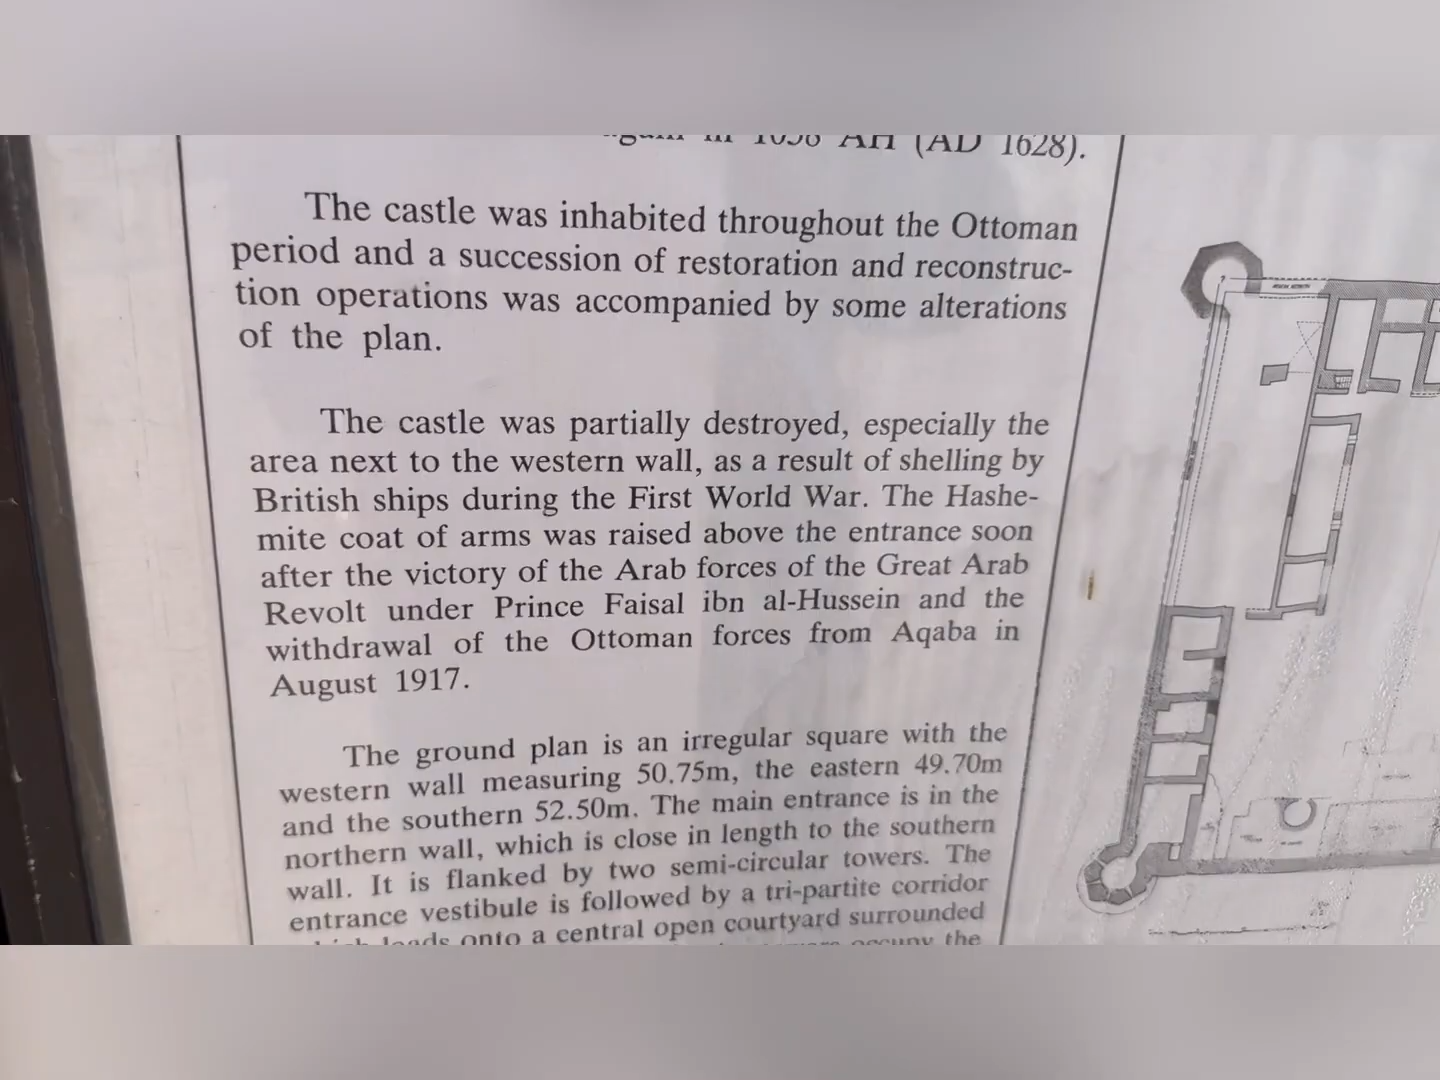 again in 1038 AH (AD 1628).
The castle was inhabited throughout the Ottoman
period and a succession of restoration and reconstruc-
tion operations was accompanied by some alterations
of the plan.
The castle was partially destroyed, especially the
area next to the western wall, as a result of shelling by
British ships during the First World War. The Hashe-
mite coat of arms was raised above the entrance soon
after the victory of the Arab forces of the Great Arab
Revolt under Prince Faisal ibn al-Hussein and the
withdrawal of the Ottoman forces from Aqaba in
August 1917.
The ground plan is an irregular square with the
western wall measuring 50.75m, the eastern 49.70m
and the southern 52.50m. The main entrance is in the
northern wall, which is close in length to the southern
wall. It is flanked by two semi-circular towers. The
entrance vestibule is followed by a tri-partite corridor
which leads onto a central open courtyard surrounded
occupy the